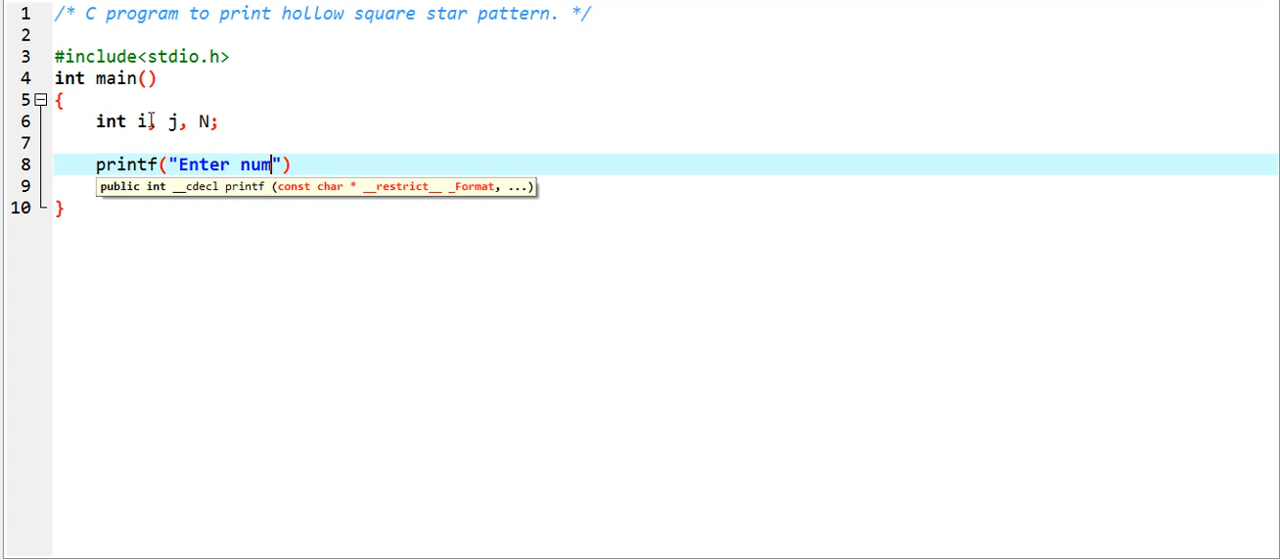 1 /* C program to print hollow square star pattern. */
2
3 #include<stdio.h>
4 int main()
5 {
6 int i, j, N;
7
8 printf("Enter num")
public int __cdecl printf (const char * __restrict__ _Format, ...)
9
10 }